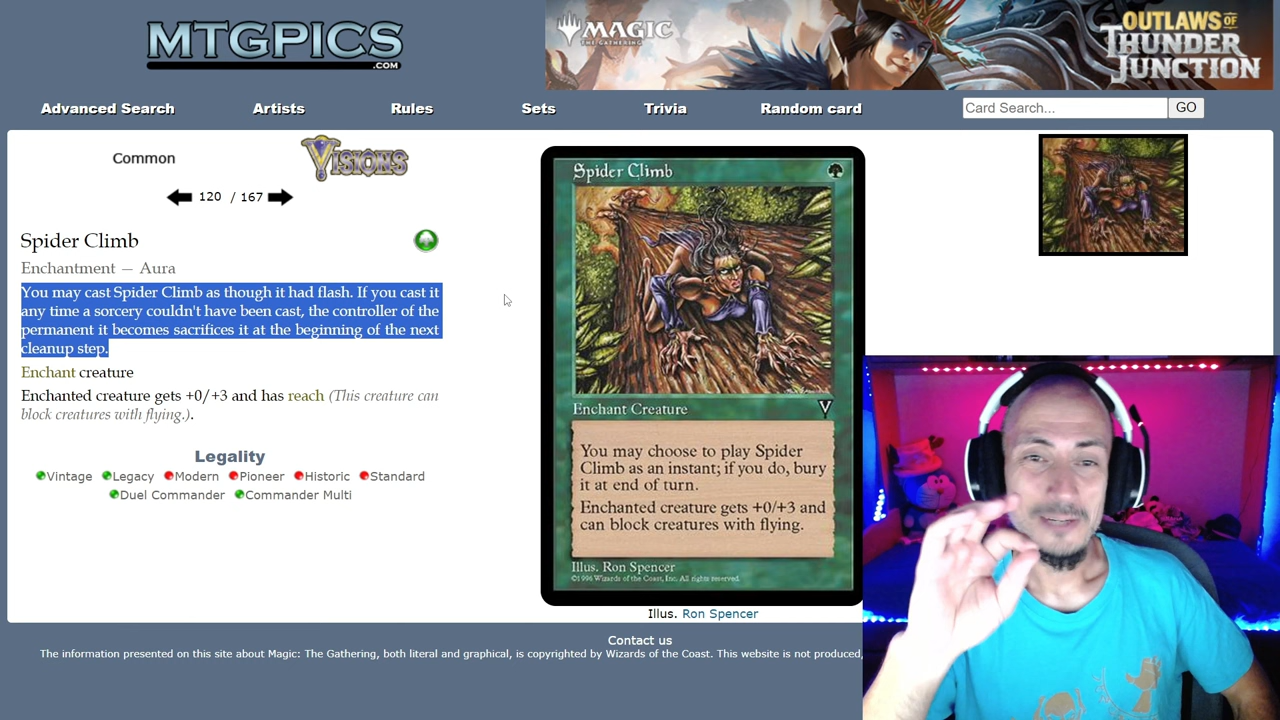 MTGPICS
.COM
MAGIC
THE GATHERING
OUTLAWS OF
THUNDER
JUNCTION
Advanced Search Artists Rules Sets Trivia Random card Card Search... GO
Common VISIONS
120 / 167
Spider Climb
Enchantment — Aura
You may cast Spider Climb as though it had flash. If you cast it
any time a sorcery couldn't have been cast, the controller of the
permanent it becomes sacrifices it at the beginning of the next
cleanup step.
Enchant creature
Enchanted creature gets +0/+3 and has reach (This creature can
block creatures with flying.).
Legality
Vintage Legacy Modern Pioneer Historic Standard
Duel Commander Commander Multi
Spider Climb
Enchant Creature
You may choose to play Spider
Climb as an instant; if you do, bury
it at end of turn.
Enchanted creature gets +0/+3 and
can block creatures with flying.
Illus. Ron Spencer
©1996 Wizards of the Coast, Inc. All rights reserved.
Illus. Ron Spencer
Contact us
The information presented on this site about Magic: The Gathering, both literal and graphical, is copyrighted by Wizards of the Coast. This website is not produced,